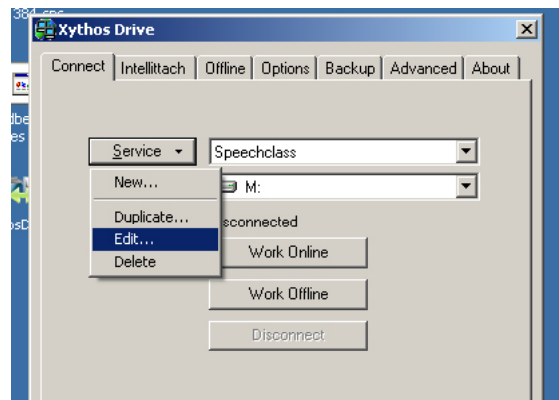 Xythos Drive
Connect Intellittach Offline Options Backup Advanced About
Service Speechclass
New... M:
Duplicate...
Edit...
Work Online
Delete
Work Offline
Disconnect